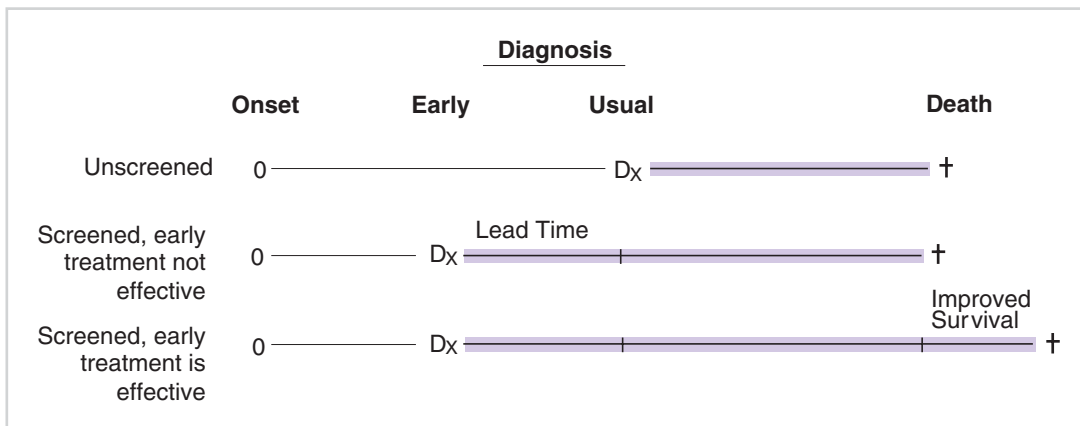 Diagnosis
Onset Early Usual Death
Unscreened 0 Dx †
Screened, early
treatment not
effective
0 Dx Lead Time †
Screened, early
treatment is
effective
0 Dx Improved
Survival †